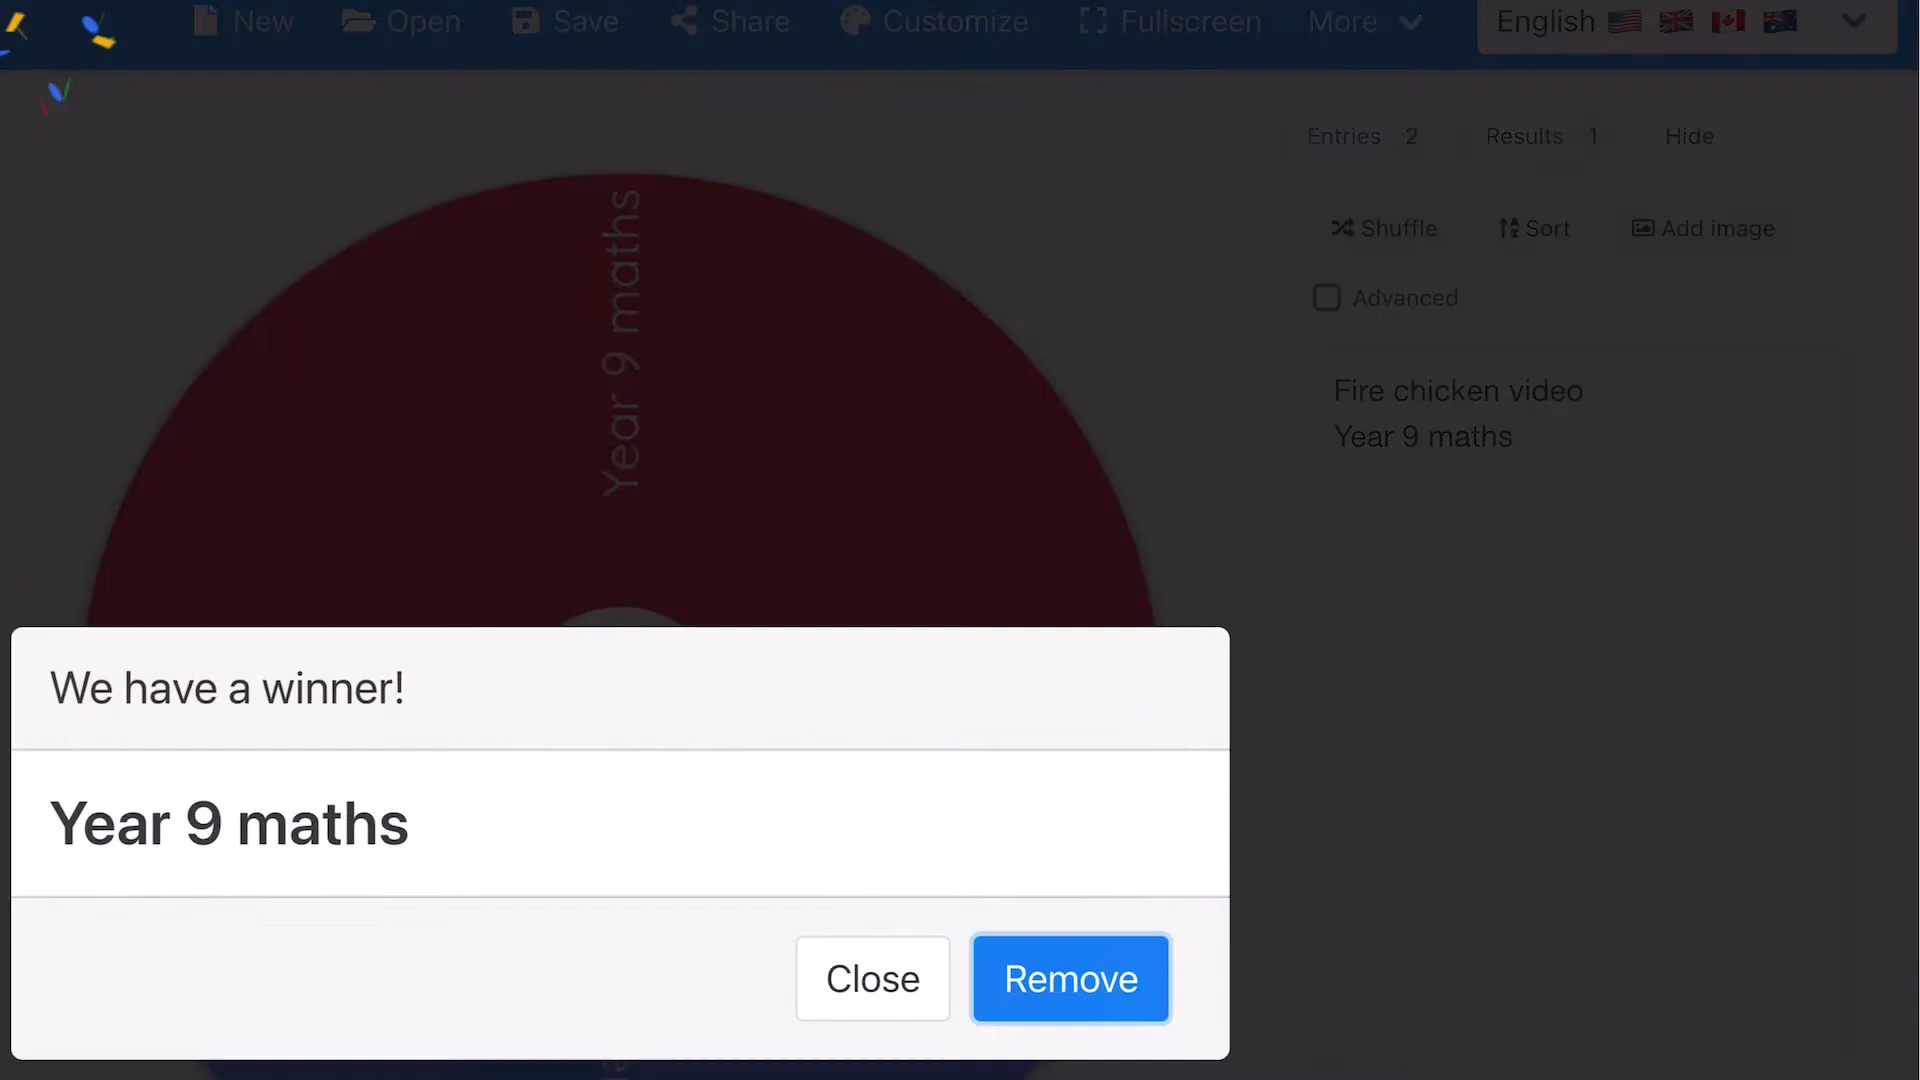 New Open Save Share Customize Fullscreen More English
Entries 2 Results 1 Hide
Shuffle Sort Add image
Advanced
Fire chicken video
Year 9 maths
Year 9 maths
We have a winner!
Year 9 maths
Close Remove